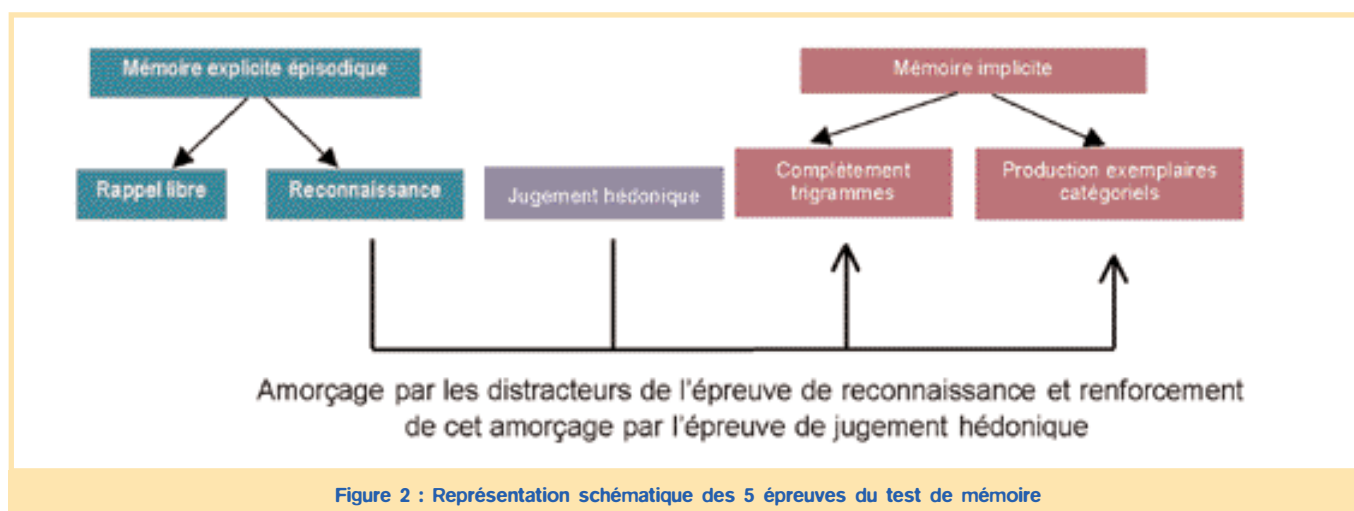 Mémoire explicite épisodique
Mémoire implicite
Rappel libre
Reconnaissance
Jugement hédonique
Complètement
trigrammes
Production exemplaires
catégoriels
Amorçage par les distracteurs de l'épreuve de reconnaissance et renforcement
de cet amorçage par l'épreuve de jugement hédonique
Figure 2 : Représentation schématique des 5 épreuves du test de mémoire